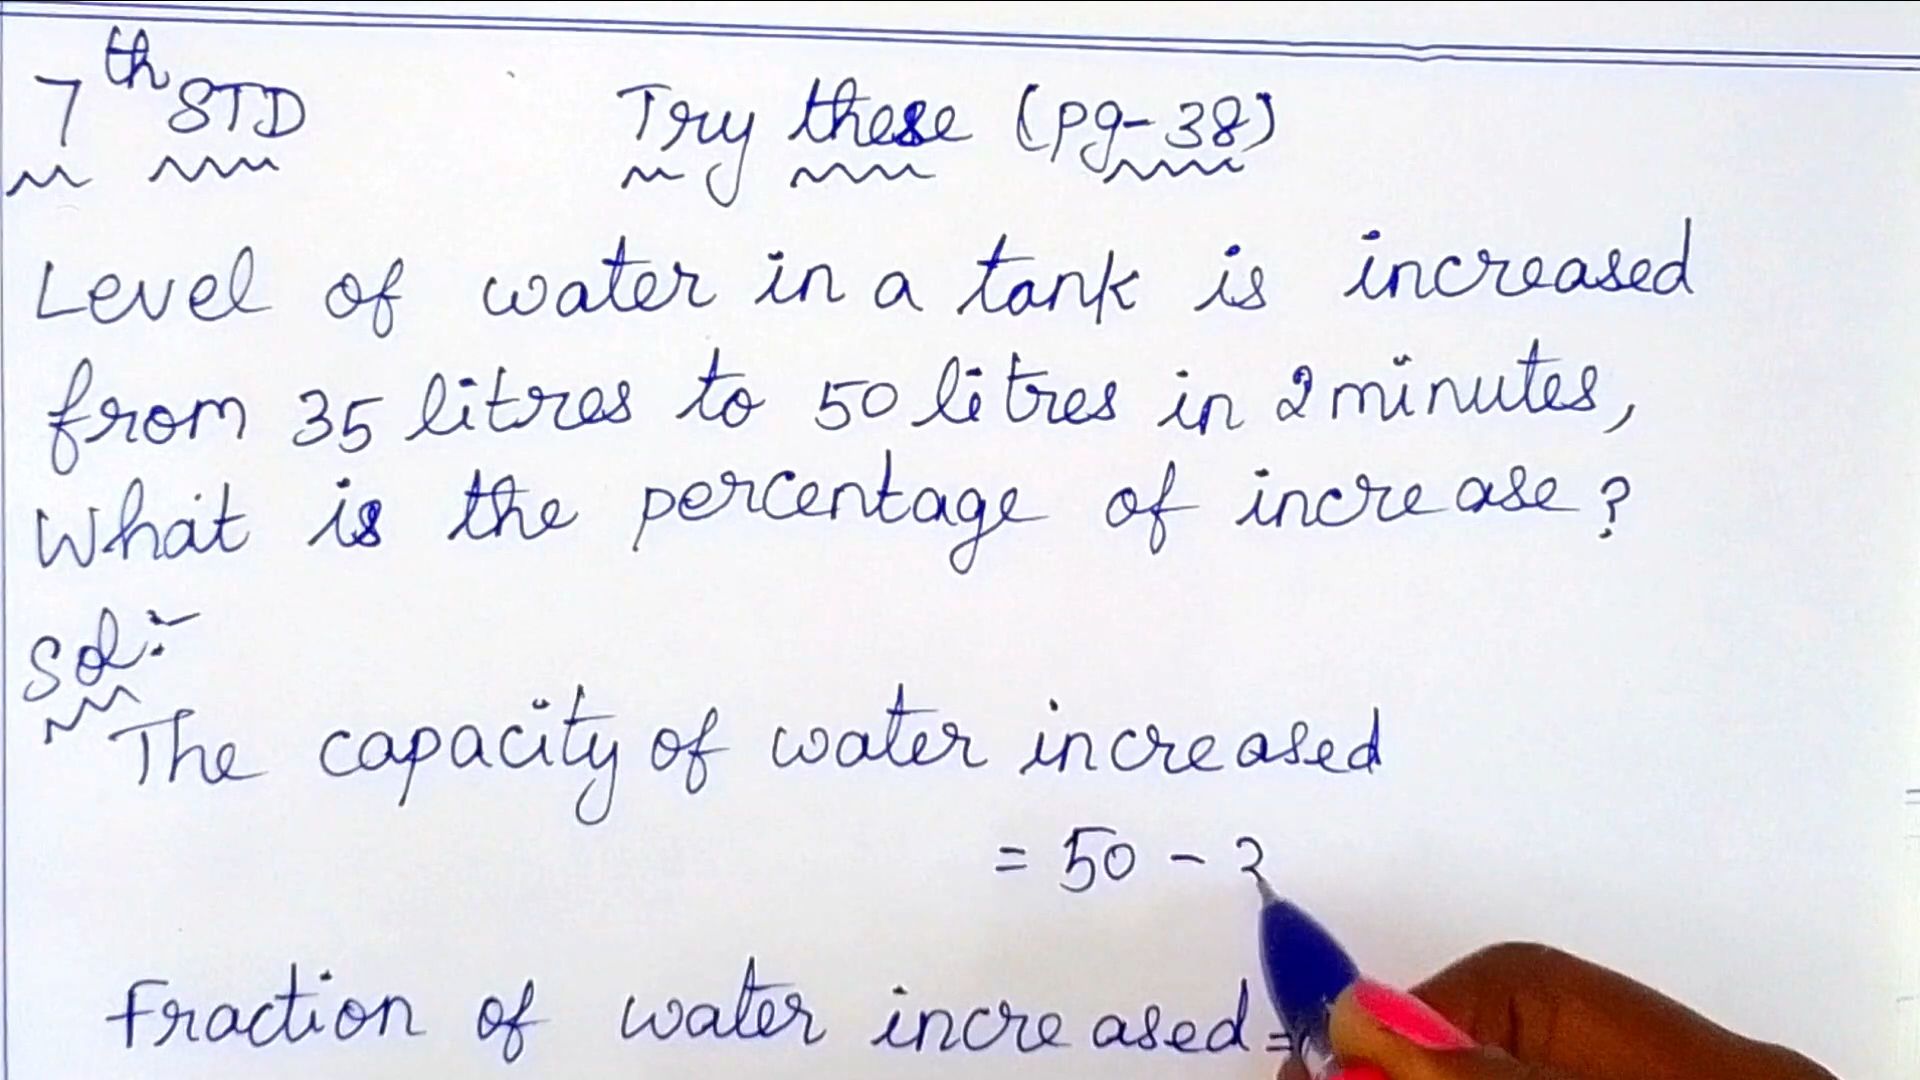 7th STD Try these (pg-38)
Level of water in a tank is increased
from 35 litres to 50 litres in 2 minutes,
What is the percentage of increase?
Sol:-
The capacity of water increased
= 50 - 3
Fraction of water increased =